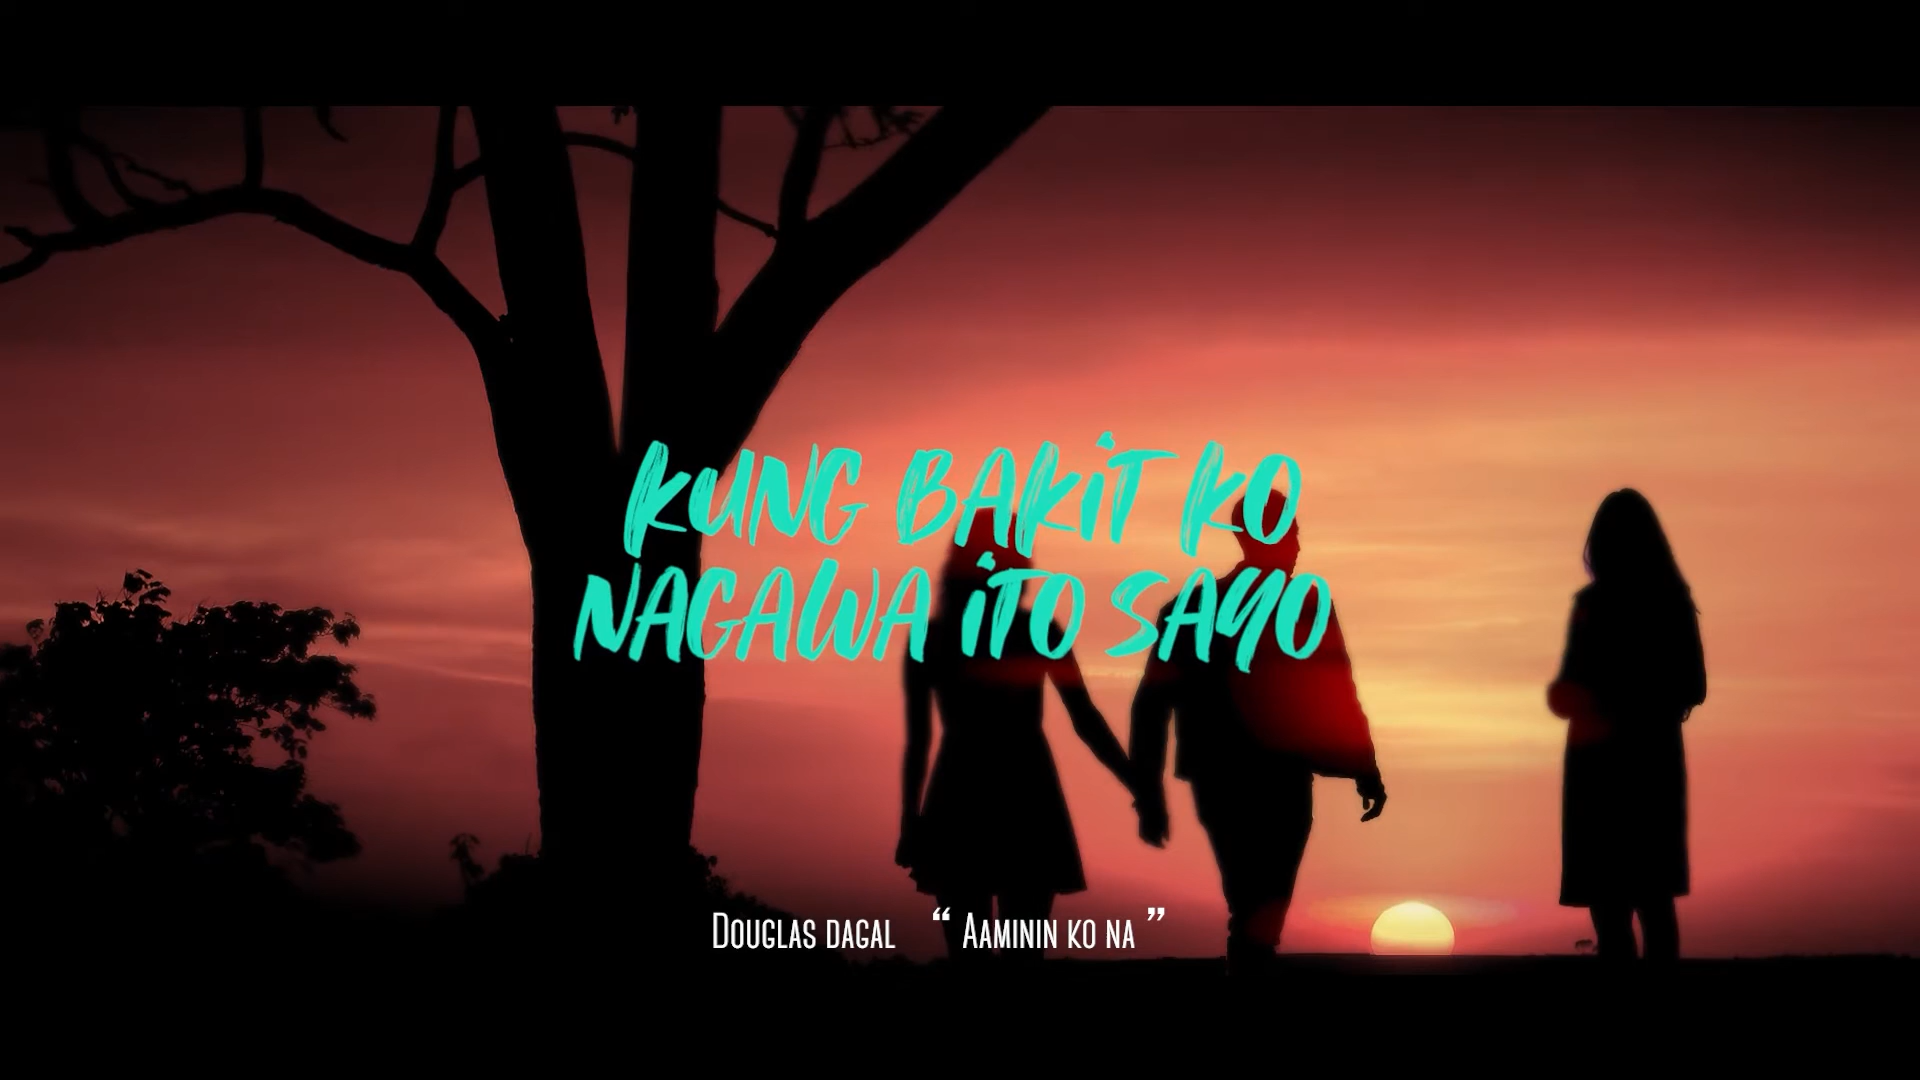 KUNG BAKIT KO
NAGAWA ITO SAYO
DOUGLAS DAGAL “ AAMININ KO NA ”